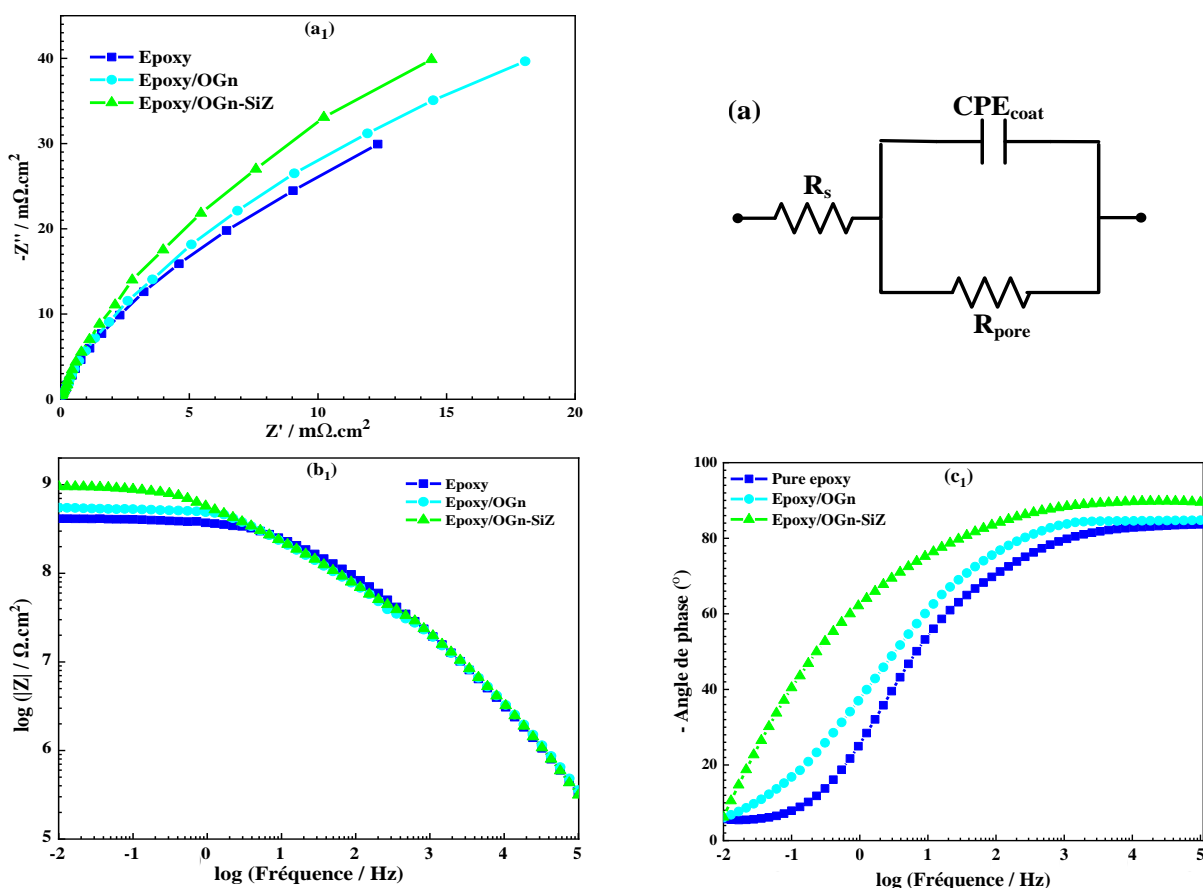 (a₁)
Epoxy
Epoxy/OGn
Epoxy/OGn-SiZ
40
30
20
10
0
-Z'' / mΩ.cm²
0 5 10 15 20
Z' / mΩ.cm²
(a)
CPE_coat
R_s
R_pore
(b₁)
Epoxy
Epoxy/OGn
Epoxy/OGn-SiZ
9
8
7
6
5
log (|Z| / Ω.cm²)
-2 -1 0 1 2 3 4 5
log (Fréquence / Hz)
(c₁)
Pure epoxy
Epoxy/OGn
Epoxy/OGn-SiZ
100
80
60
40
20
0
- Angle de phase (°)
-2 -1 0 1 2 3 4 5
log (Fréquence / Hz)